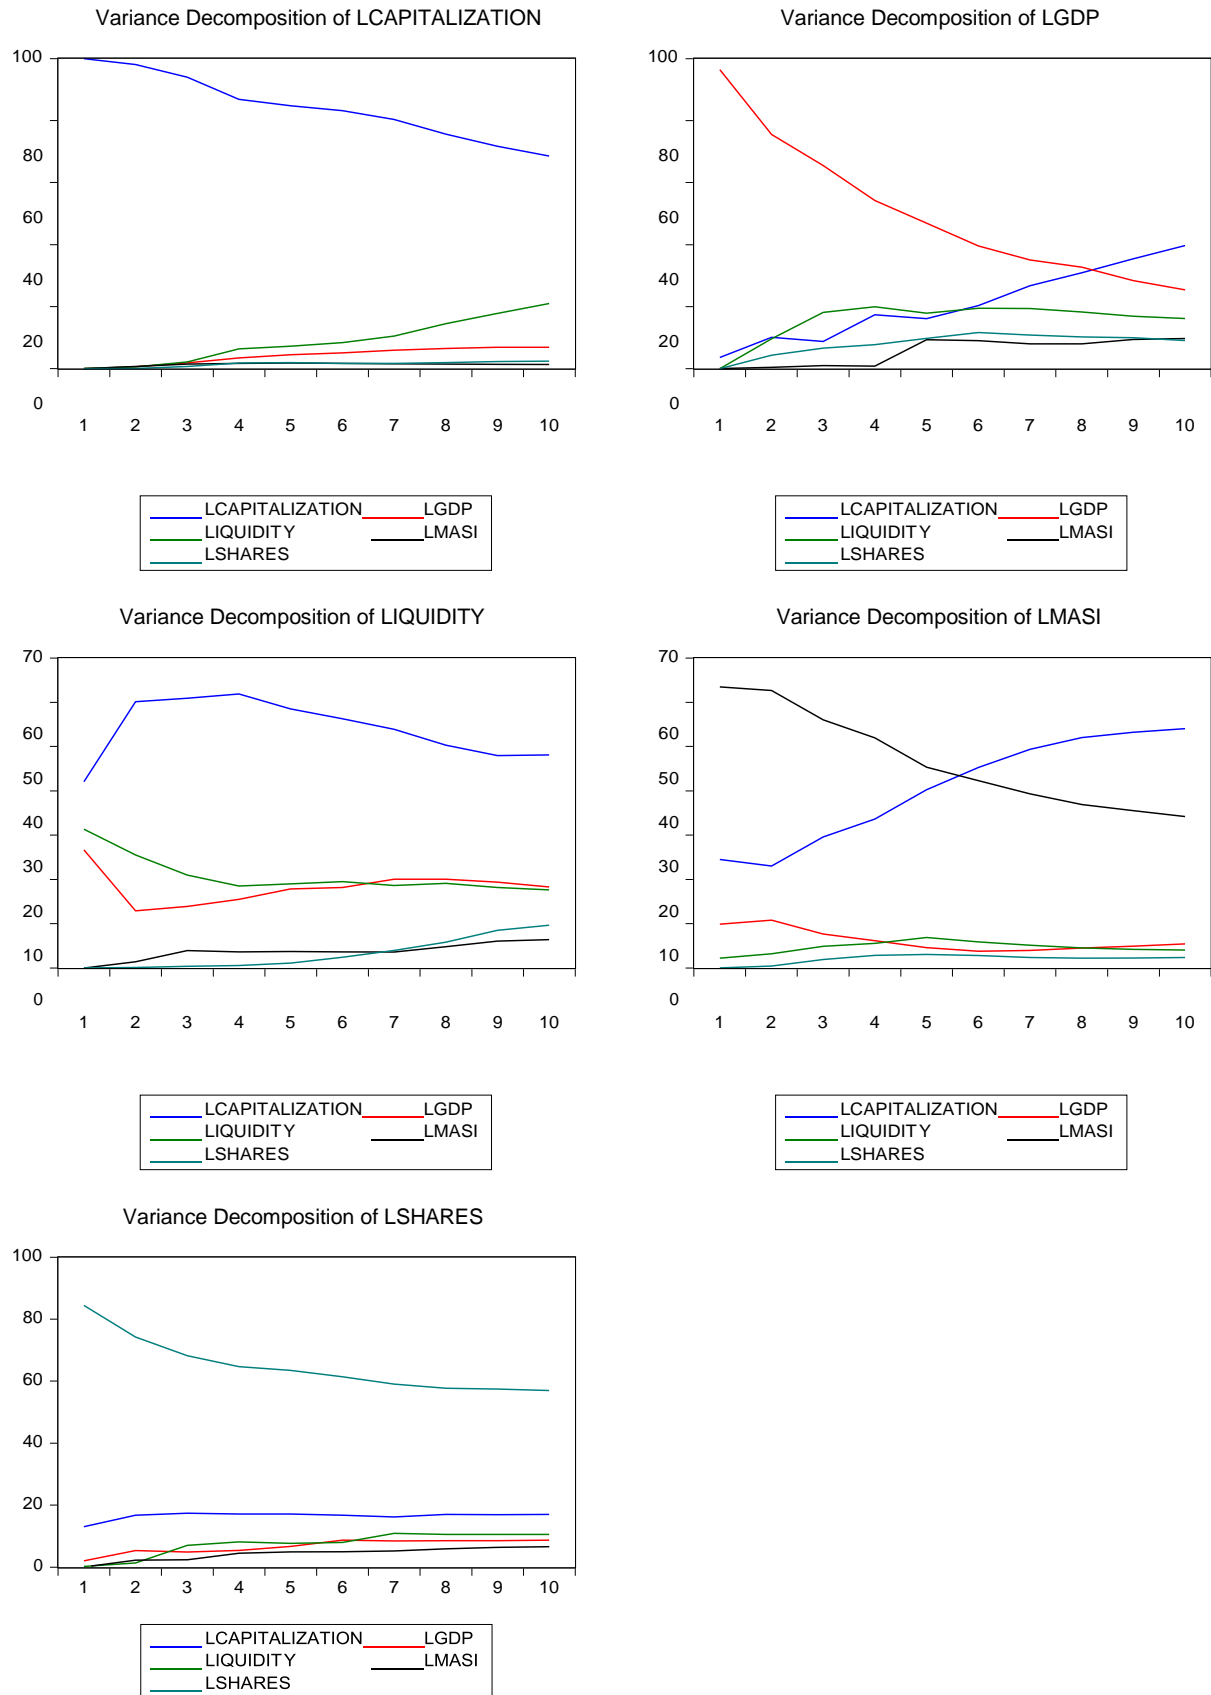 Variance Decomposition of LCAPITALIZATION
100
80
60
40
20
0
1 2 3 4 5 6 7 8 9 10
LCAPITALIZATION LGDP
LIQUIDITY LMASI
LSHARES
Variance Decomposition of LGDP
100
80
60
40
20
0
1 2 3 4 5 6 7 8 9 10
LCAPITALIZATION LGDP
LIQUIDITY LMASI
LSHARES
Variance Decomposition of LIQUIDITY
70
60
50
40
30
20
10
0
1 2 3 4 5 6 7 8 9 10
LCAPITALIZATION LGDP
LIQUIDITY LMASI
LSHARES
Variance Decomposition of LMASI
70
60
50
40
30
20
10
0
1 2 3 4 5 6 7 8 9 10
LCAPITALIZATION LGDP
LIQUIDITY LMASI
LSHARES
Variance Decomposition of LSHARES
100
80
60
40
20
0
1 2 3 4 5 6 7 8 9 10
LCAPITALIZATION LGDP
LIQUIDITY LMASI
LSHARES